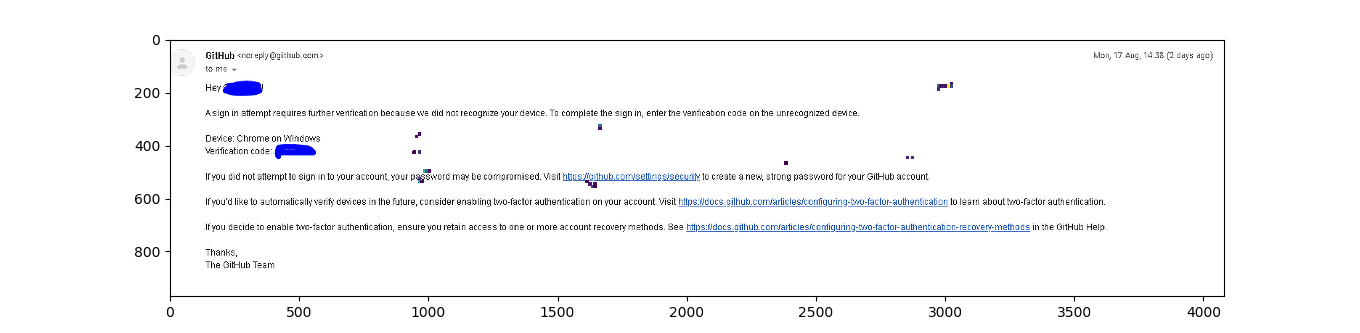 GitHub <noreply@github.com>
Mon, 17 Aug, 14:38 (2 days ago)
to me
Hey
A sign in attempt requires further verification because we did not recognize your device. To complete the sign in, enter the verification code on the unrecognized device.
Device: Chrome on Windows
Verification code:
If you did not attempt to sign in to your account, your password may be compromised. Visit https://github.com/settings/security to create a new, strong password for your GitHub account.
If you'd like to automatically verify devices in the future, consider enabling two-factor authentication on your account. Visit https://docs.github.com/articles/configuring-two-factor-authentication to learn about two-factor authentication.
If you decide to enable two-factor authentication, ensure you retain access to one or more account recovery methods. See https://docs.github.com/articles/configuring-two-factor-authentication-recovery-methods in the GitHub Help.
Thanks,
The GitHub Team
0
200
400
600
800
0 500 1000 1500 2000 2500 3000 3500 4000